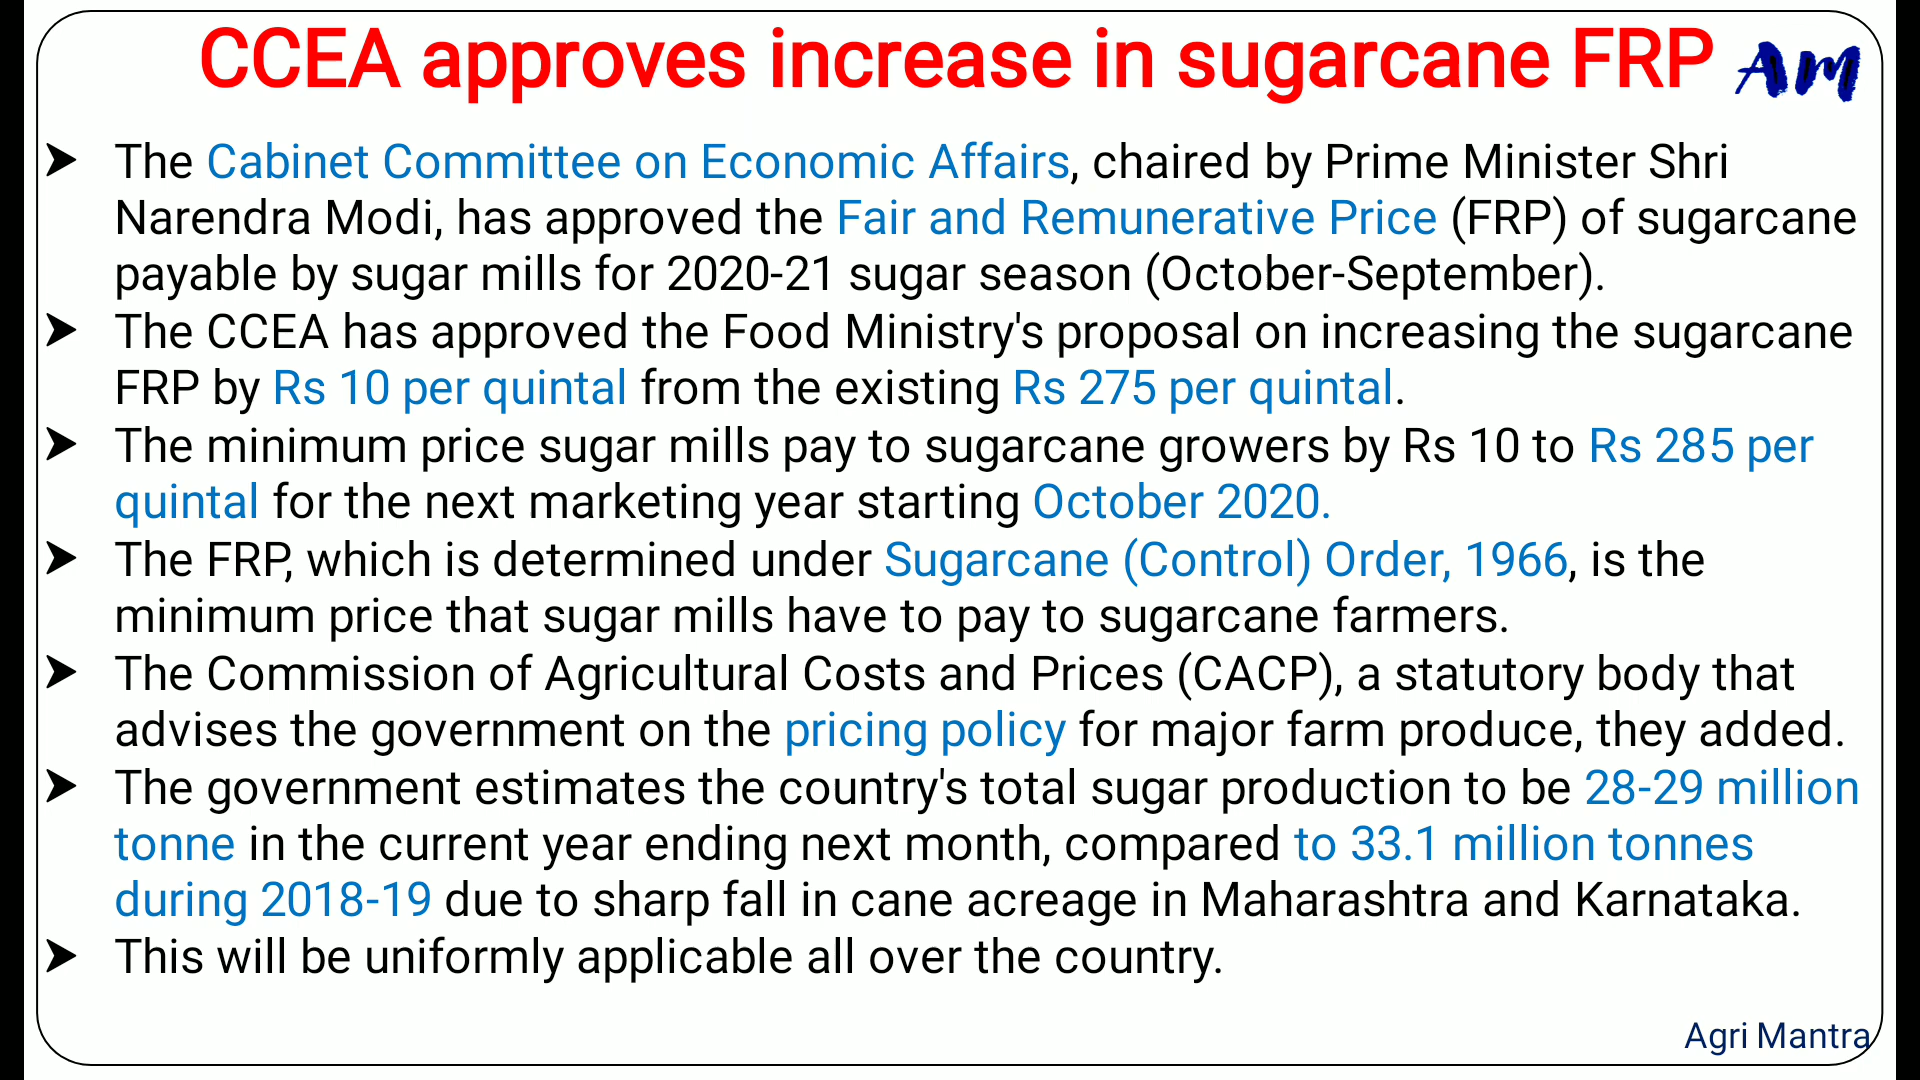 CCEA approves increase in sugarcane FRP
AM
➤ The Cabinet Committee on Economic Affairs, chaired by Prime Minister Shri
Narendra Modi, has approved the Fair and Remunerative Price (FRP) of sugarcane
payable by sugar mills for 2020-21 sugar season (October-September).
➤ The CCEA has approved the Food Ministry's proposal on increasing the sugarcane
FRP by Rs 10 per quintal from the existing Rs 275 per quintal.
➤ The minimum price sugar mills pay to sugarcane growers by Rs 10 to Rs 285 per
quintal for the next marketing year starting October 2020.
➤ The FRP, which is determined under Sugarcane (Control) Order, 1966, is the
minimum price that sugar mills have to pay to sugarcane farmers.
➤ The Commission of Agricultural Costs and Prices (CACP), a statutory body that
advises the government on the pricing policy for major farm produce, they added.
➤ The government estimates the country's total sugar production to be 28-29 million
tonne in the current year ending next month, compared to 33.1 million tonnes
during 2018-19 due to sharp fall in cane acreage in Maharashtra and Karnataka.
➤ This will be uniformly applicable all over the country.
Agri Mantra